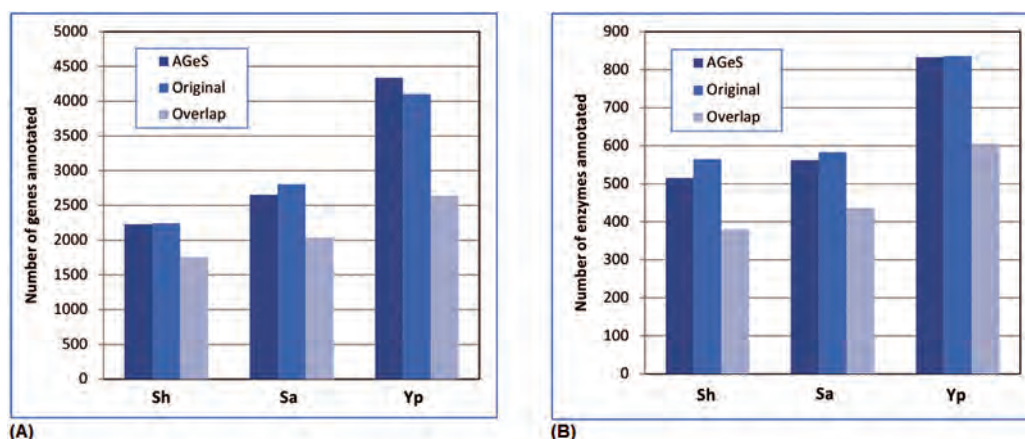 5000
4500
4000
3500
3000
2500
2000
1500
1000
500
0
Number of genes annotated
AGeS
Original
Overlap
Sh Sa Yp
(A)
900
800
700
600
500
400
300
200
100
0
Number of enzymes annotated
AGeS
Original
Overlap
Sh Sa Yp
(B)